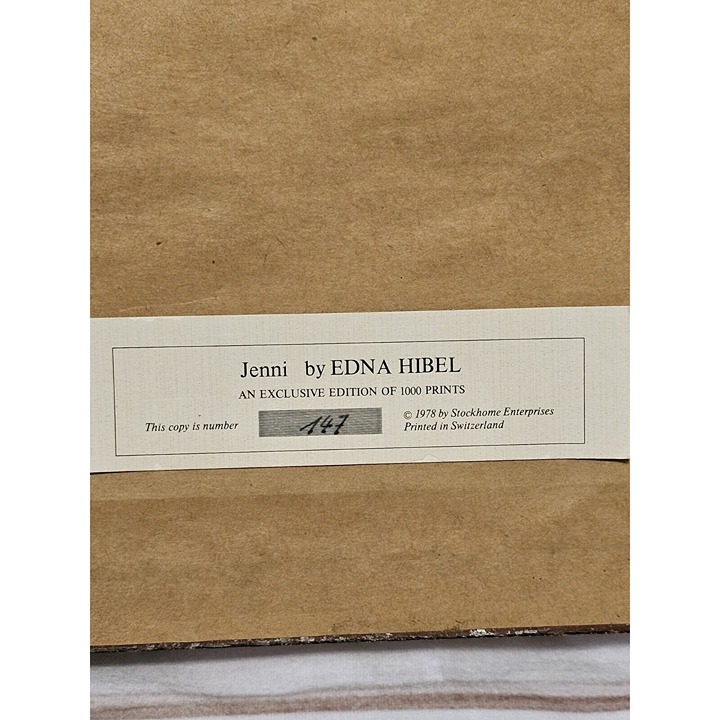 Jenni by EDNA HIBEL
AN EXCLUSIVE EDITION OF 1000 PRINTS
This copy is number 147
© 1978 by Stockhome Enterprises
Printed in Switzerland